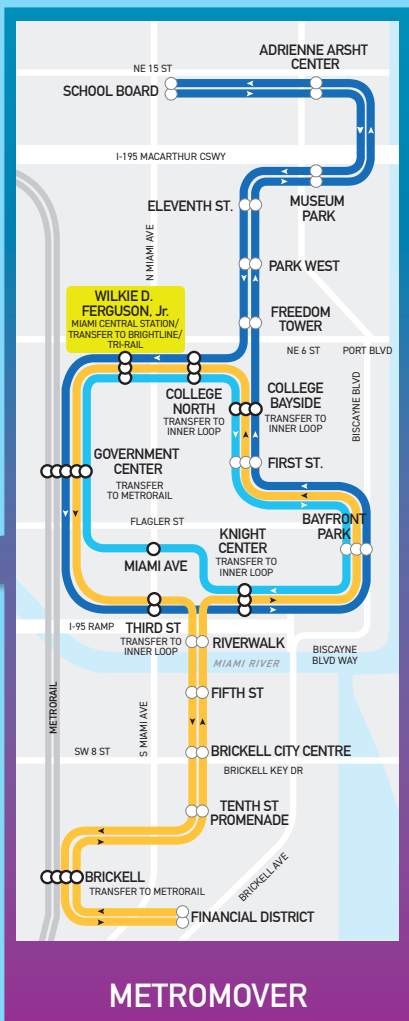 ADRIENNE ARSHT
CENTER
NE 15 ST
SCHOOL BOARD
I-195 MACARTHUR CSWY
MUSEUM
PARK
ELEVENTH ST.
N MIAMI AVE
PARK WEST
WILKIE D.
FERGUSON, Jr.
MIAMI CENTRAL STATION/
TRANSFER TO BRIGHTLINE/
TRI-RAIL
FREEDOM
TOWER
NE 6 ST
PORT BLVD
BISCAYNE BLVD
COLLEGE
NORTH
TRANSFER TO
INNER LOOP
COLLEGE
BAYSIDE
TRANSFER TO
INNER LOOP
GOVERNMENT
CENTER
TRANSFER
TO METRORAIL
FIRST ST.
FLAGLER ST
KNIGHT
CENTER
TRANSFER TO
INNER LOOP
BAYFRONT
PARK
MIAMI AVE
I-95 RAMP
THIRD ST
TRANSFER TO
INNER LOOP
RIVERWALK
MIAMI RIVER
BISCAYNE
BLVD WAY
METRORAIL
S MIAMI AVE
FIFTH ST
SW 8 ST
BRICKELL CITY CENTRE
BRICKELL KEY DR
TENTH ST
PROMENADE
BRICKELL AVE
BRICKELL
TRANSFER TO METRORAIL
FINANCIAL DISTRICT
METROMOVER